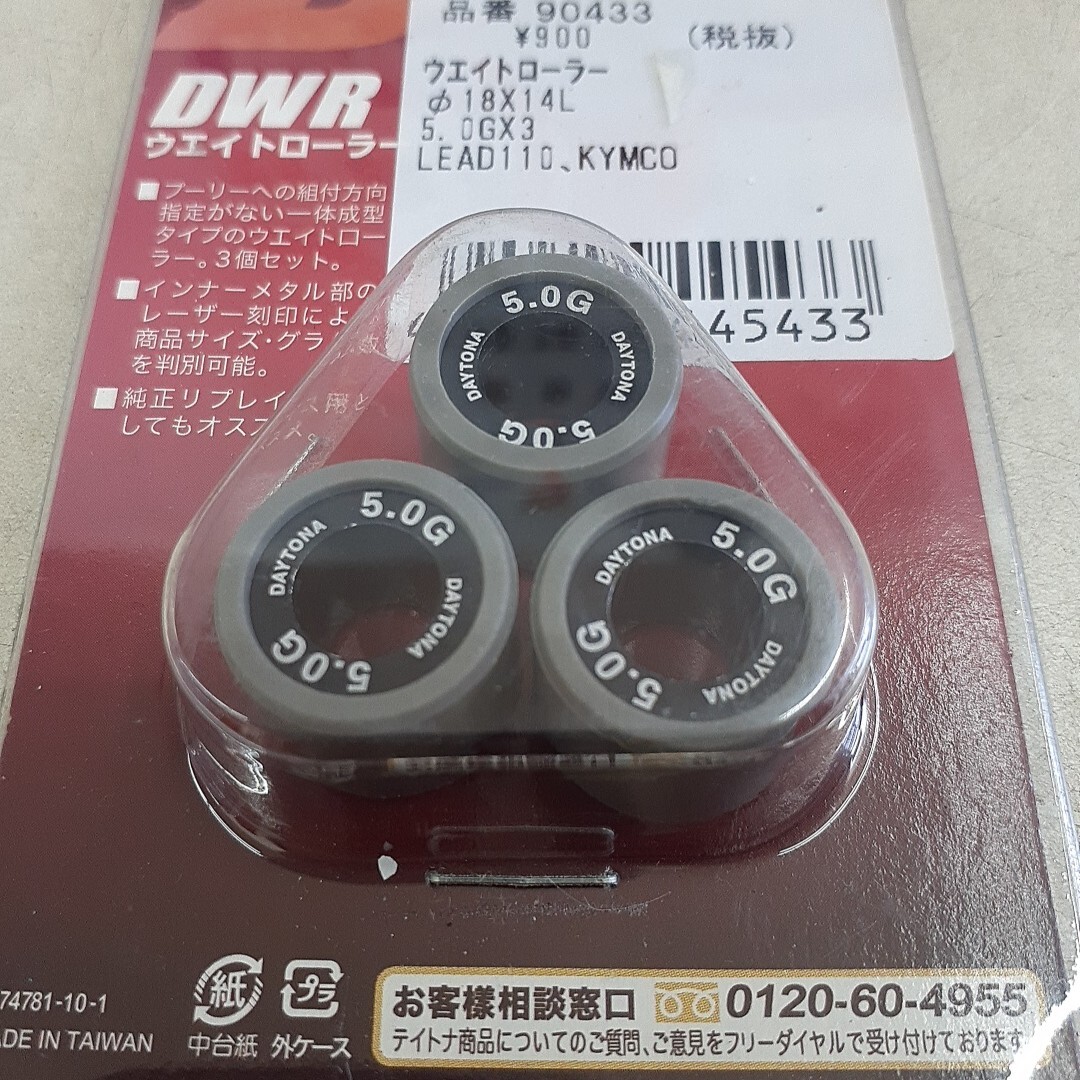 品番 90433
¥900 (税抜)
ウエイトローラー
φ18X14L
5.0GX3
LEAD110、KYMCO
45433
DWR
ウエイトローラー
■プーリーへの組付方向
指定がない一体成型
タイプのウエイトロー
ラー。3個セット。
■インナーメタル部の
レーザー刻印によ
商品サイズ・グラ
を判別可能。
■純正リプレイス用と
してもオススメ。
5.0G
DAYTONA
DAYTONA
5.0G
5.0G
DAYTONA
DAYTONA
5.0G
5.0G
DAYTONA
DAYTONA
5.0G
74781-10-1
DE IN TAIWAN
紙
中台紙
プラ
外ケース
お客様相談窓口 0120-60-4955
デイトナ商品についてのご質問、ご意見をフリーダイヤルで受け付けております